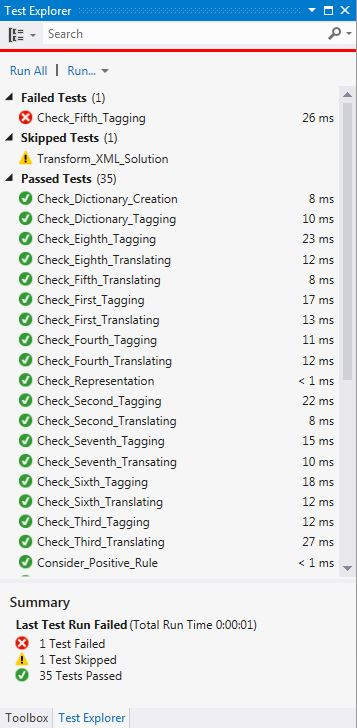 Test Explorer
Search
Run All | Run...
Failed Tests (1)
Check_Fifth_Tagging 26 ms
Skipped Tests (1)
Transform_XML_Solution
Passed Tests (35)
Check_Dictionary_Creation 8 ms
Check_Dictionary_Tagging 10 ms
Check_Eighth_Tagging 23 ms
Check_Eighth_Translating 12 ms
Check_Fifth_Translating 8 ms
Check_First_Tagging 17 ms
Check_First_Translating 13 ms
Check_Fourth_Tagging 11 ms
Check_Fourth_Translating 12 ms
Check_Representation < 1 ms
Check_Second_Tagging 22 ms
Check_Second_Translating 8 ms
Check_Seventh_Tagging 15 ms
Check_Seventh_Transating 10 ms
Check_Sixth_Tagging 18 ms
Check_Sixth_Translating 12 ms
Check_Third_Tagging 12 ms
Check_Third_Translating 27 ms
Consider_Positive_Rule < 1 ms
Summary
Last Test Run Failed (Total Run Time 0:00:01)
1 Test Failed
1 Test Skipped
35 Tests Passed
Toolbox Test Explorer